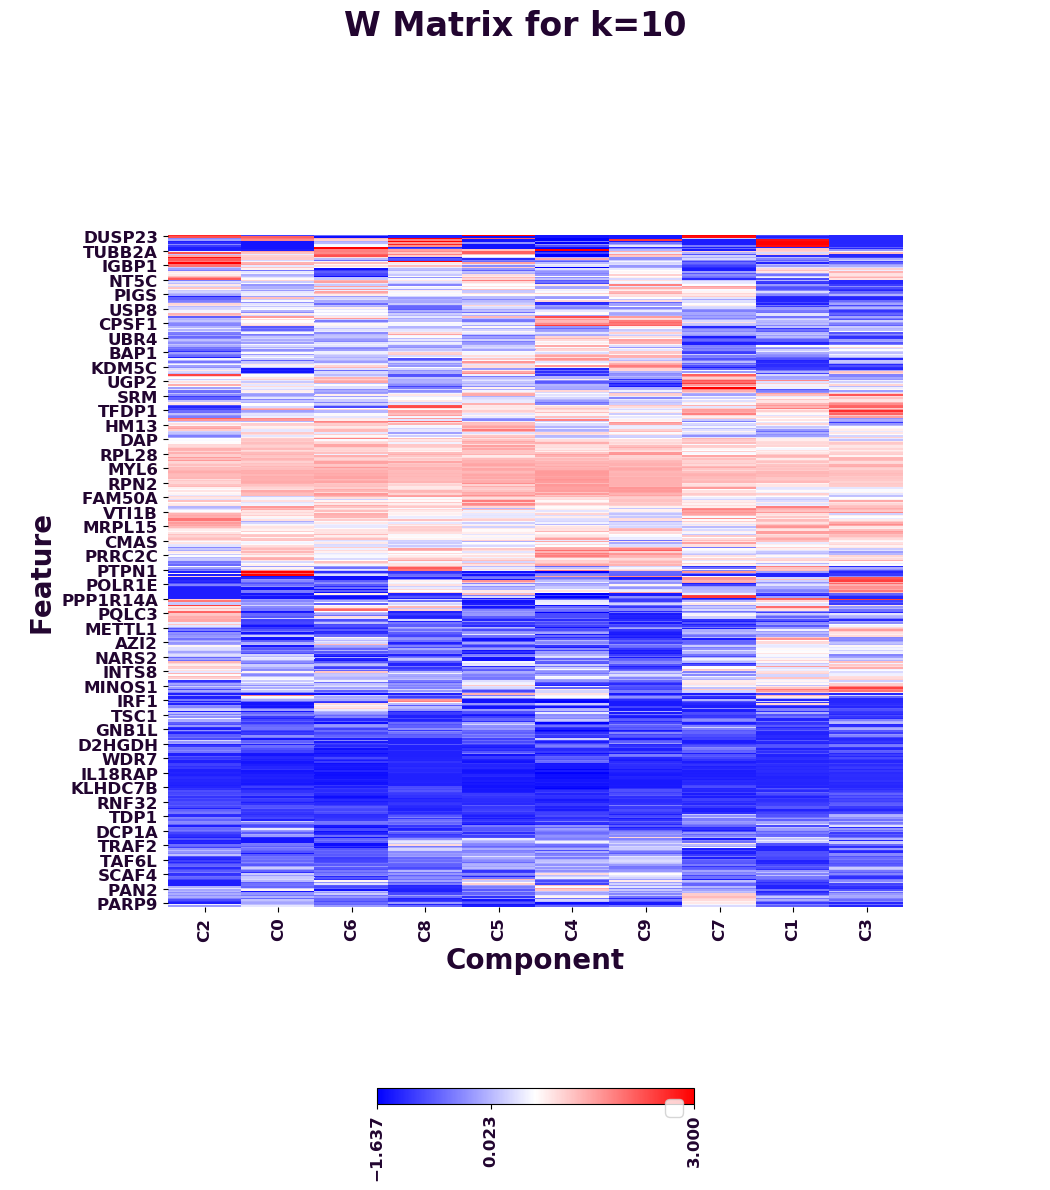 W Matrix for k=10
DUSP23
TUBB2A
IGBP1
NT5C
PIGS
USP8
CPSF1
UBR4
BAP1
KDM5C
UGP2
SRM
TFDP1
HM13
DAP
RPL28
MYL6
RPN2
FAM50A
VTI1B
MRPL15
CMAS
PRRC2C
PTPN1
POLR1E
PPP1R14A
PQLC3
METTL1
AZI2
NARS2
INTS8
MINOS1
IRF1
TSC1
GNB1L
D2HGDH
WDR7
IL18RAP
KLHDC7B
RNF32
TDP1
DCP1A
TRAF2
TAF6L
SCAF4
PAN2
PARP9
Feature
C2 C0 C6 C8 C5 C4 C9 C7 C1 C3
Component
−1.637 0.023 3.000